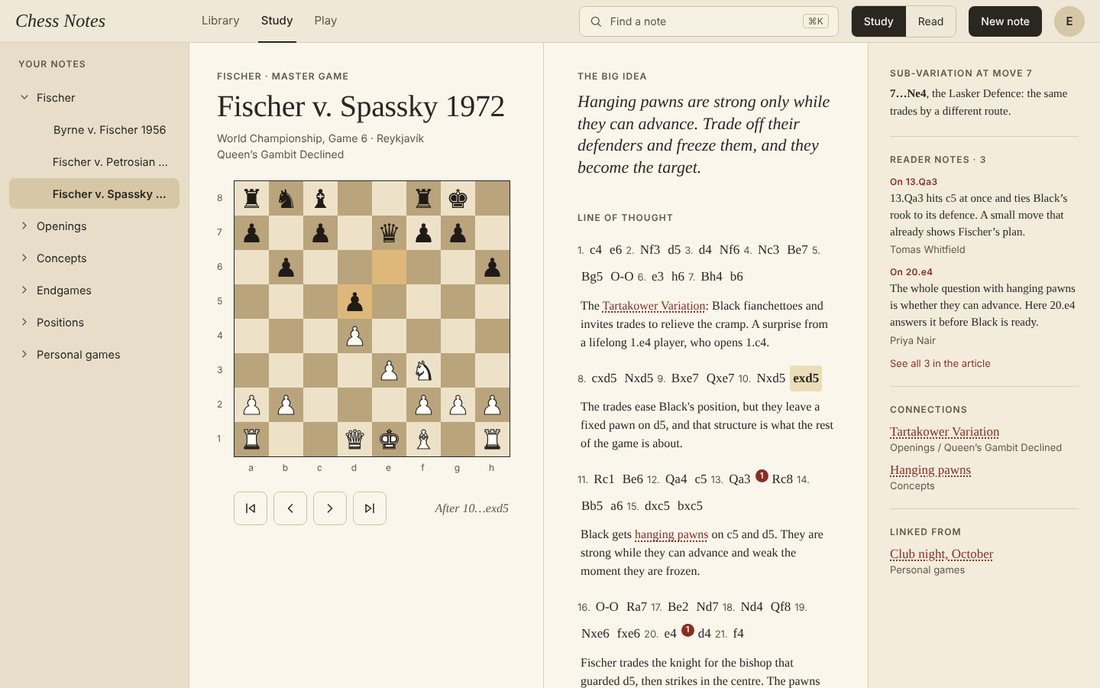 Chess Notes
Library
Study
Play
Find a note
⌘K
Study
Read
New note
E
YOUR NOTES
Fischer
Byrne v. Fischer 1956
Fischer v. Petrosian ...
Fischer v. Spassky ...
Openings
Concepts
Endgames
Positions
Personal games
FISCHER · MASTER GAME
Fischer v. Spassky 1972
World Championship, Game 6 · Reykjavík
Queen’s Gambit Declined
8
7
6
5
4
3
2
1
a b c d e f g h
After 10…exd5
THE BIG IDEA
Hanging pawns are strong only while
they can advance. Trade off their
defenders and freeze them, and they
become the target.
LINE OF THOUGHT
1. c4 e6 2. Nf3 d5 3. d4 Nf6 4. Nc3 Be7 5.
Bg5 O-O 6. e3 h6 7. Bh4 b6
The Tartakower Variation: Black fianchettoes and
invites trades to relieve the cramp. A surprise from
a lifelong 1.e4 player, who opens 1.c4.
8. cxd5 Nxd5 9. Bxe7 Qxe7 10. Nxd5 exd5
The trades ease Black's position, but they leave a
fixed pawn on d5, and that structure is what the rest
of the game is about.
11. Rc1 Be6 12. Qa4 c5 13. Qa3 1 Rc8 14.
Bb5 a6 15. dxc5 bxc5
Black gets hanging pawns on c5 and d5. They are
strong while they can advance and weak the
moment they are frozen.
16. O-O Ra7 17. Be2 Nd7 18. Nd4 Qf8 19.
Nxe6 fxe6 20. e4 1 d4 21. f4
Fischer trades the knight for the bishop that
guarded d5, then strikes in the centre. The pawns
SUB-VARIATION AT MOVE 7
7…Ne4, the Lasker Defence: the same
trades by a different route.
READER NOTES · 3
On 13.Qa3
13.Qa3 hits c5 at once and ties Black’s
rook to its defence. A small move that
already shows Fischer’s plan.
Tomas Whitfield
On 20.e4
The whole question with hanging pawns
is whether they can advance. Here 20.e4
answers it before Black is ready.
Priya Nair
See all 3 in the article
CONNECTIONS
Tartakower Variation
Openings / Queen’s Gambit Declined
Hanging pawns
Concepts
LINKED FROM
Club night, October
Personal games